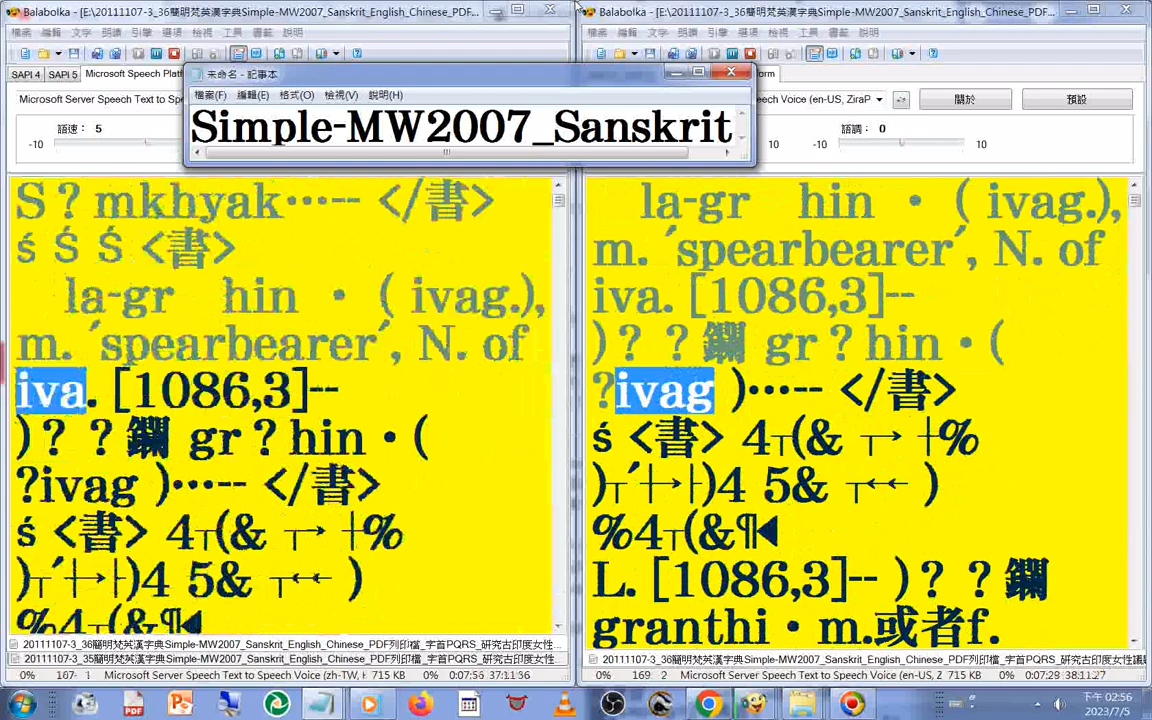 Balabolka - [E:\20111107-3_36簡明梵英漢字典Simple-MW2007_Sanskrit_English_Chinese_PDF...
Balabolka - [E:\20111107-3_36簡明梵英漢字典Simple-MW2007_Sanskrit_English_Chinese_PDF...
檔案 編輯 文字 朗讀 引擎 選項 檢視 工具 書籤 說明
檔案 編輯 文字 朗讀 引擎 選項 檢視 工具 書籤 說明
SAPI 4 SAPI 5 Microsoft Speech Platf
orm
未命名 - 記事本
檔案(F) 編輯(E) 格式(O) 檢視(V) 說明(H)
Simple-MW2007_Sanskrit
Microsoft Server Speech Text to Sp
eech Voice (en-US, ZiraP
關於
預設
語速： 5
-10
10
語調： 0
-10
10
S？mkhyak…-- </書>
ś Ś Ś <書>
la-gr hin • ( ivag.),
m. ´spearbearer´, N. of
iva. [1086,3]--
)？ ？鑭 gr？hin • (
?ivag )…-- </書>
ś <書> 4┬(& ┬→ ┼%
)┬´├→├)4 5& ┬←← )
%4┬(&¶◀
la-gr hin • ( ivag.),
m. ´spearbearer´, N. of
iva. [1086,3]--
)？ ？鑭 gr？hin • (
?ivag )…-- </書>
ś <書> 4┬(& ┬→ ┼%
)┬´├→├)4 5& ┬←← )
%4┬(&¶◀
L. [1086,3]-- )？ ？鑭
granthi • m.或者f.
20111107-3_36簡明梵英漢字典Simple-MW2007_Sanskrit_English_Chinese_PDF列印檔_字首PQRS_研究古印度女性
20111107-3_35簡明梵英漢字典Simple-MW2007_Sanskrit_English_Chinese_PDF列印檔_字首PQRS_研究古印度女性...
20111107-3_36簡明梵英漢字典Simple-MW2007_Sanskrit_English_Chinese_PDF列印檔_字首PQRS_研究古印度女性議
0% 167- 1 Microsoft Server Speech Text to Speech Voice (zh-TW, H 715 KB 0% 0:07:56 37:11:56
0% 169 2 Microsoft Server Speech Text to Speech Voice (en-US, Z 715 KB 0% 0:07:29 38:11:27
下午 02:56
2023/7/5